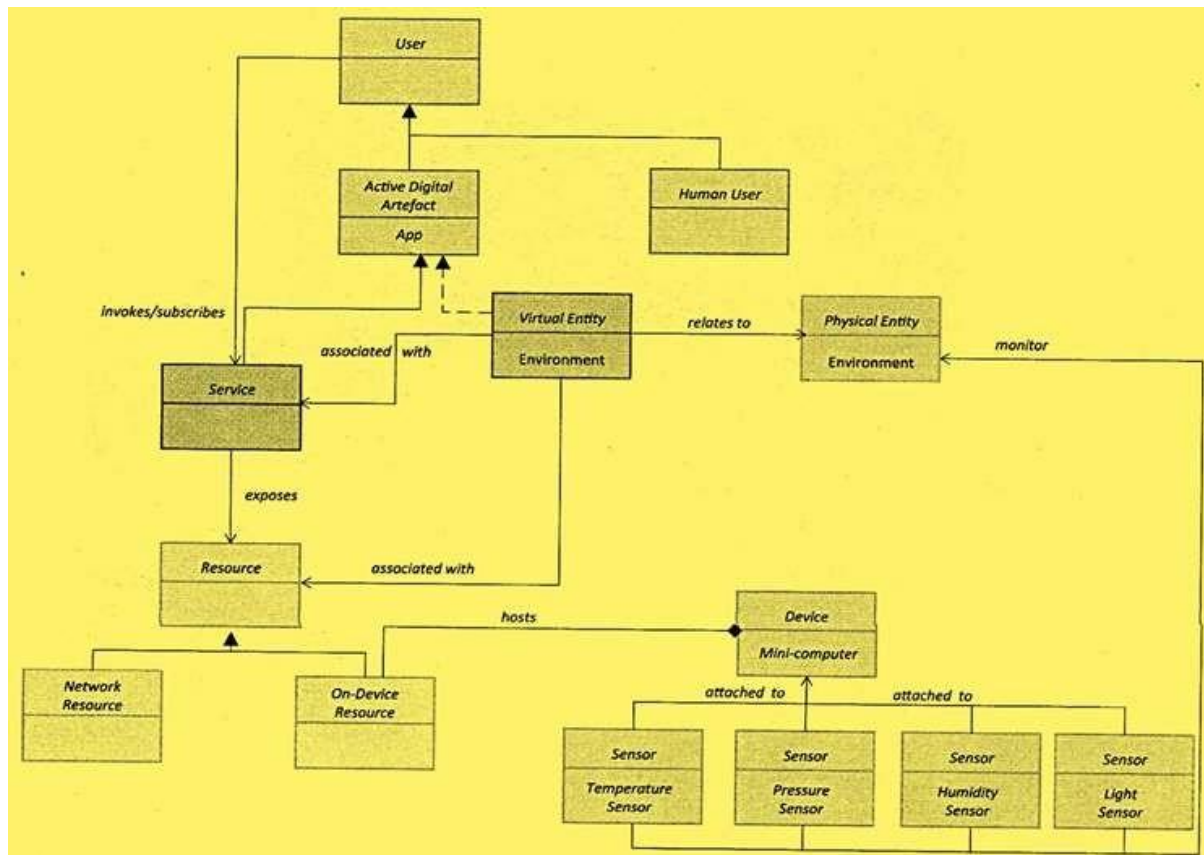 User
Active Digital
Artefact
App
Human User
invokes/subscribes
associated with
Virtual Entity
Environment
relates to
Physical Entity
Environment
monitor
Service
exposes
Resource
associated with
hosts
Device
Mini-computer
Network
Resource
On-Device
Resource
attached to
attached to
Sensor
Temperature
Sensor
Sensor
Pressure
Sensor
Sensor
Humidity
Sensor
Sensor
Light
Sensor